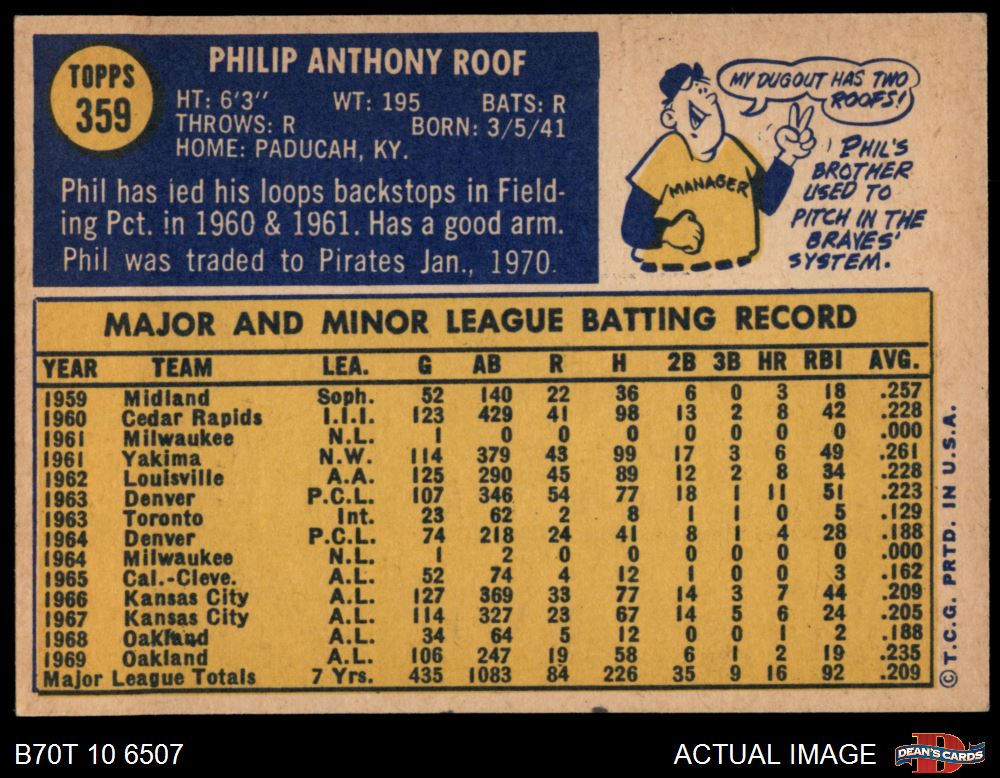 TOPPS
359
PHILIP ANTHONY ROOF
HT: 6'3" WT: 195 BATS: R
THROWS: R BORN: 3/5/41
HOME: PADUCAH, KY.
Phil has led his loops backstops in Field-
ing Pct. in 1960 & 1961. Has a good arm.
Phil was traded to Pirates Jan., 1970.
MY DUGOUT HAS TWO
ROOFS!
MANAGER
PHIL'S
BROTHER
USED TO
PITCH IN THE
BRAVES'
SYSTEM.
MAJOR AND MINOR LEAGUE BATTING RECORD
YEAR TEAM LEA. G AB R H 2B 3B HR RBI AVG.
1959 Midland Soph. 52 140 22 36 6 0 3 18 .257
1960 Cedar Rapids I.I.I. 123 429 41 98 13 2 8 42 .228
1961 Milwaukee N.L. 1 0 0 0 0 0 0 0 .000
1961 Yakima N.W. 114 379 43 99 17 3 6 49 .261
1962 Louisville A.A. 125 290 45 89 12 2 8 34 .228
1963 Denver P.C.L. 107 346 54 77 18 1 11 51 .223
1963 Toronto Int. 23 62 2 8 1 1 0 5 .129
1964 Denver P.C.L. 74 218 24 41 8 1 4 28 .188
1964 Milwaukee N.L. 1 2 0 0 0 0 0 0 .000
1965 Cal.-Cleve. A.L. 52 74 4 12 1 0 0 3 .162
1966 Kansas City A.L. 127 369 33 77 14 3 7 44 .209
1967 Kansas City A.L. 114 327 23 67 14 5 6 24 .205
1968 Oakland A.L. 34 64 5 12 0 0 1 2 .188
1969 Oakland A.L. 106 247 19 58 6 1 2 19 .235
Major League Totals 7 Yrs. 435 1083 84 226 35 9 16 92 .209
© T.C.G. PRTD. IN U.S.A.
B70T 10 6507
ACTUAL IMAGE
D
DEAN'S CARDS